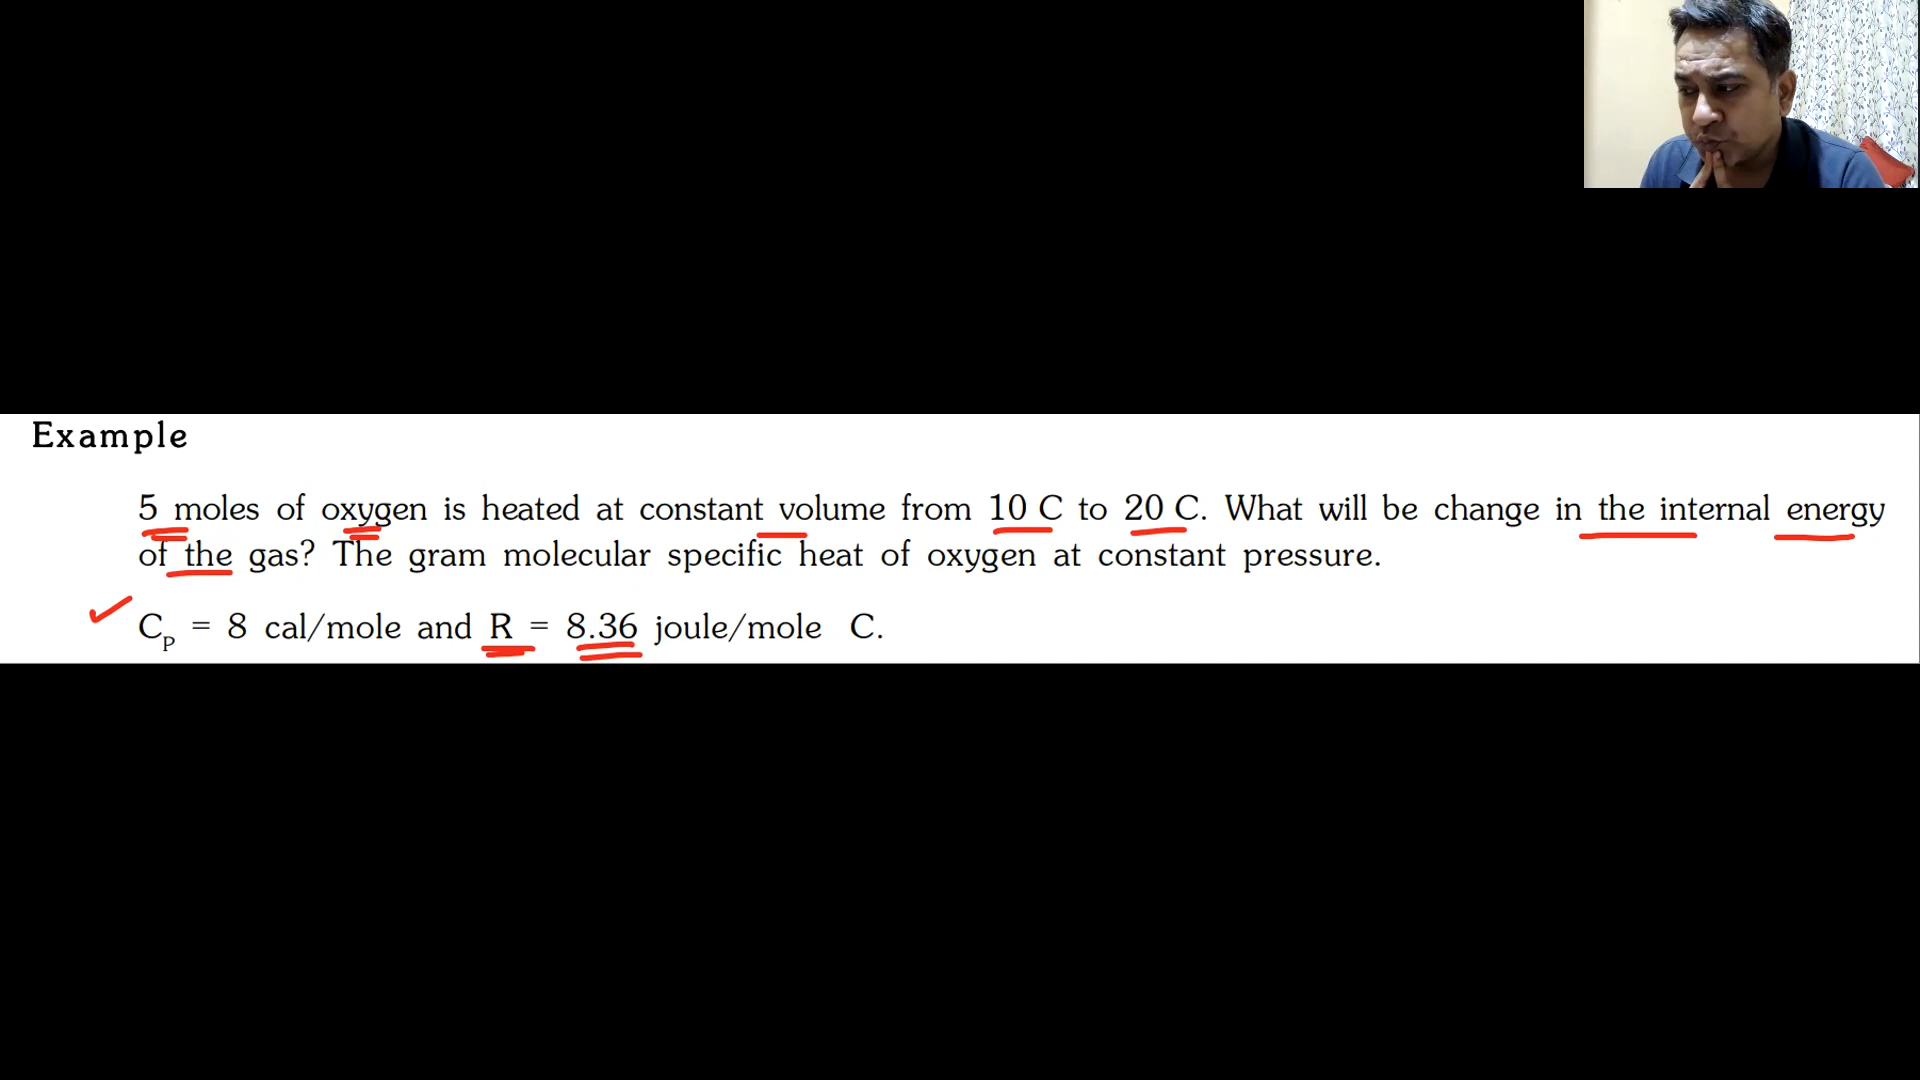 Example
5 moles of oxygen is heated at constant volume from 10 C to 20 C. What will be change in the internal energy
of the gas? The gram molecular specific heat of oxygen at constant pressure.
C_P = 8 cal/mole and R = 8.36 joule/mole C.